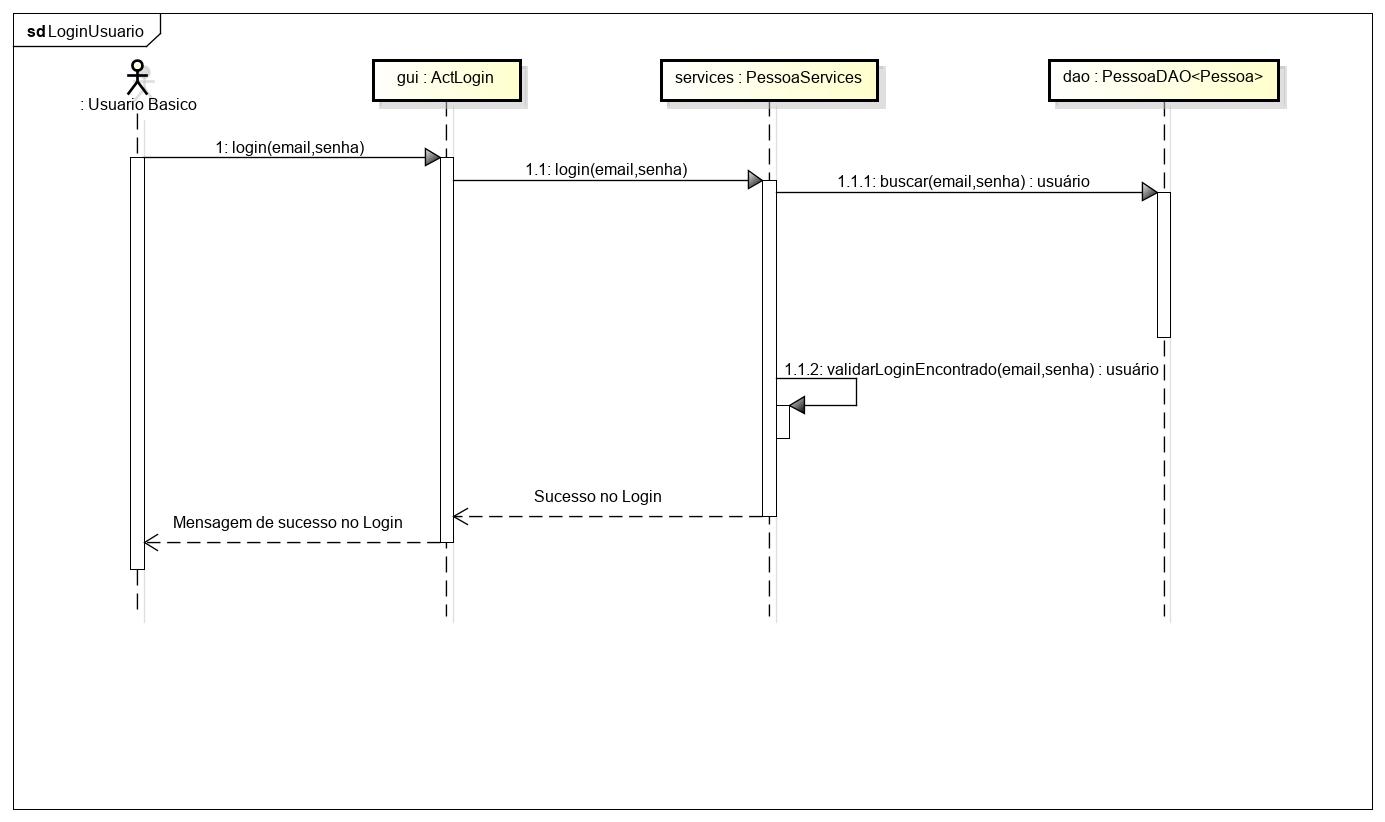 sd LoginUsuario
: Usuario Basico
gui : ActLogin
services : PessoaServices
dao : PessoaDAO<Pessoa>
1: login(email,senha)
1.1: login(email,senha)
1.1.1: buscar(email,senha) : usuário
1.1.2: validarLoginEncontrado(email,senha) : usuário
Sucesso no Login
Mensagem de sucesso no Login